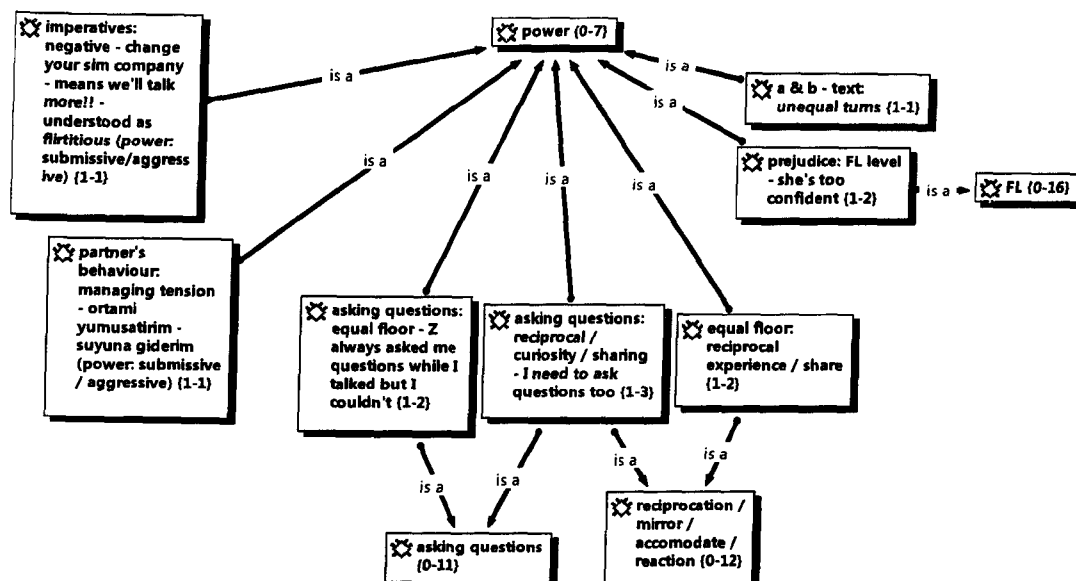 imperatives:
negative - change
your sim company
- means we'll talk
more!! -
understood as
flirtitious (power:
submissive/aggress
ive) {1-1}
power {0-7}
is a
is a
a & b - text:
unequal turns {1-1}
is a
prejudice: FL level
- she's too
confident {1-2}
is a
FL {0-16}
is a
is a
is a
is a
partner's
behaviour:
managing tension
- ortami
yumusatirim -
suyuna giderim
(power: submissive
/ aggressive) {1-1}
asking questions:
equal floor - Z
always asked me
questions while I
talked but I
couldn't {1-2}
asking questions:
reciprocal /
curiosity / sharing
- I need to ask
questions too {1-3}
equal floor:
reciprocal
experience / share
{1-2}
is a
is a
is a
is a
asking questions
{0-11}
reciprocation /
mirror /
accomodate /
reaction {0-12}